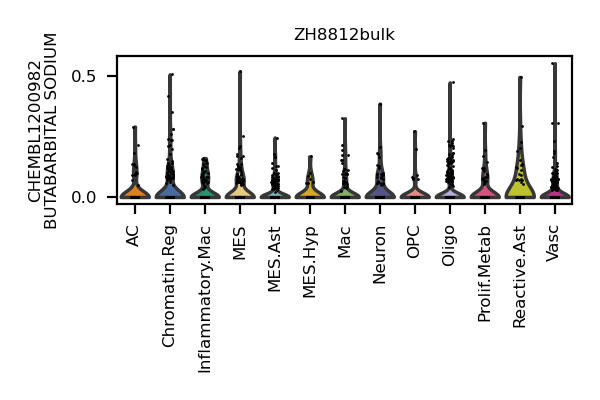 ZH8812bulk
CHEMBL1200982
BUTABARBITAL SODIUM
0.5
0.0
AC
Chromatin.Reg
Inflammatory.Mac
MES
MES.Ast
MES.Hyp
Mac
Neuron
OPC
Oligo
Prolif.Metab
Reactive.Ast
Vasc